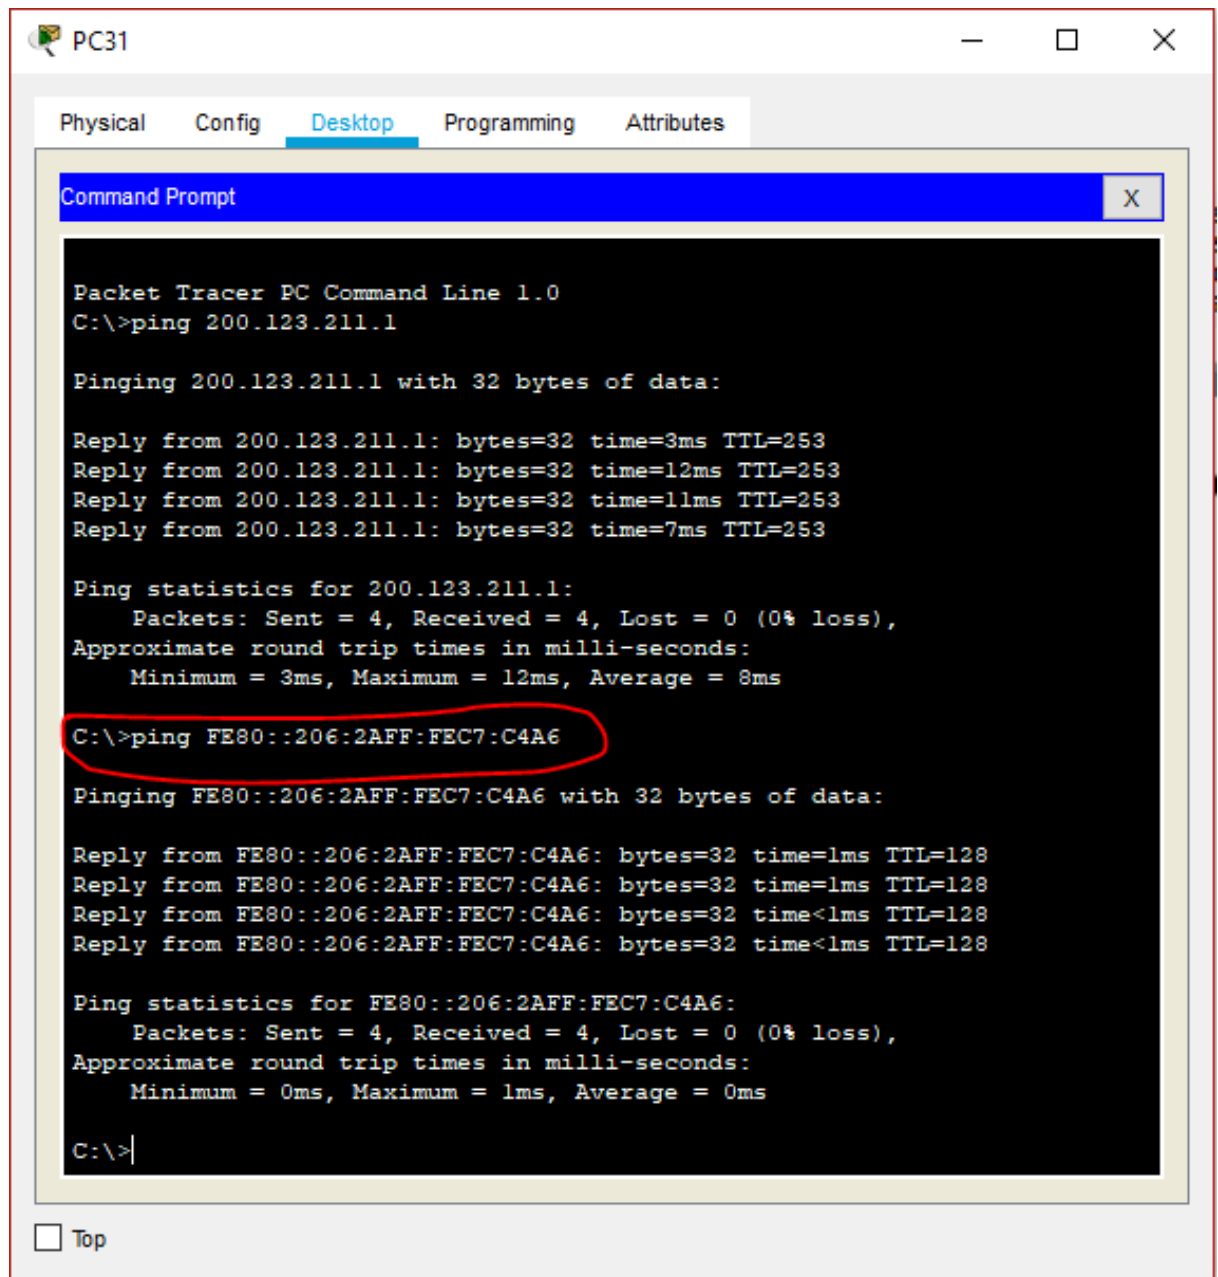 PC31
Physical Config Desktop Programming Attributes
Command Prompt X
Packet Tracer PC Command Line 1.0
C:\>ping 200.123.211.1
Pinging 200.123.211.1 with 32 bytes of data:
Reply from 200.123.211.1: bytes=32 time=3ms TTL=253
Reply from 200.123.211.1: bytes=32 time=12ms TTL=253
Reply from 200.123.211.1: bytes=32 time=11ms TTL=253
Reply from 200.123.211.1: bytes=32 time=7ms TTL=253
Ping statistics for 200.123.211.1:
Packets: Sent = 4, Received = 4, Lost = 0 (0% loss),
Approximate round trip times in milli-seconds:
Minimum = 3ms, Maximum = 12ms, Average = 8ms
C:\>ping FE80::206:2AFF:FEC7:C4A6
Pinging FE80::206:2AFF:FEC7:C4A6 with 32 bytes of data:
Reply from FE80::206:2AFF:FEC7:C4A6: bytes=32 time=1ms TTL=128
Reply from FE80::206:2AFF:FEC7:C4A6: bytes=32 time=1ms TTL=128
Reply from FE80::206:2AFF:FEC7:C4A6: bytes=32 time<1ms TTL=128
Reply from FE80::206:2AFF:FEC7:C4A6: bytes=32 time<1ms TTL=128
Ping statistics for FE80::206:2AFF:FEC7:C4A6:
Packets: Sent = 4, Received = 4, Lost = 0 (0% loss),
Approximate round trip times in milli-seconds:
Minimum = 0ms, Maximum = 1ms, Average = 0ms
C:\>
Top